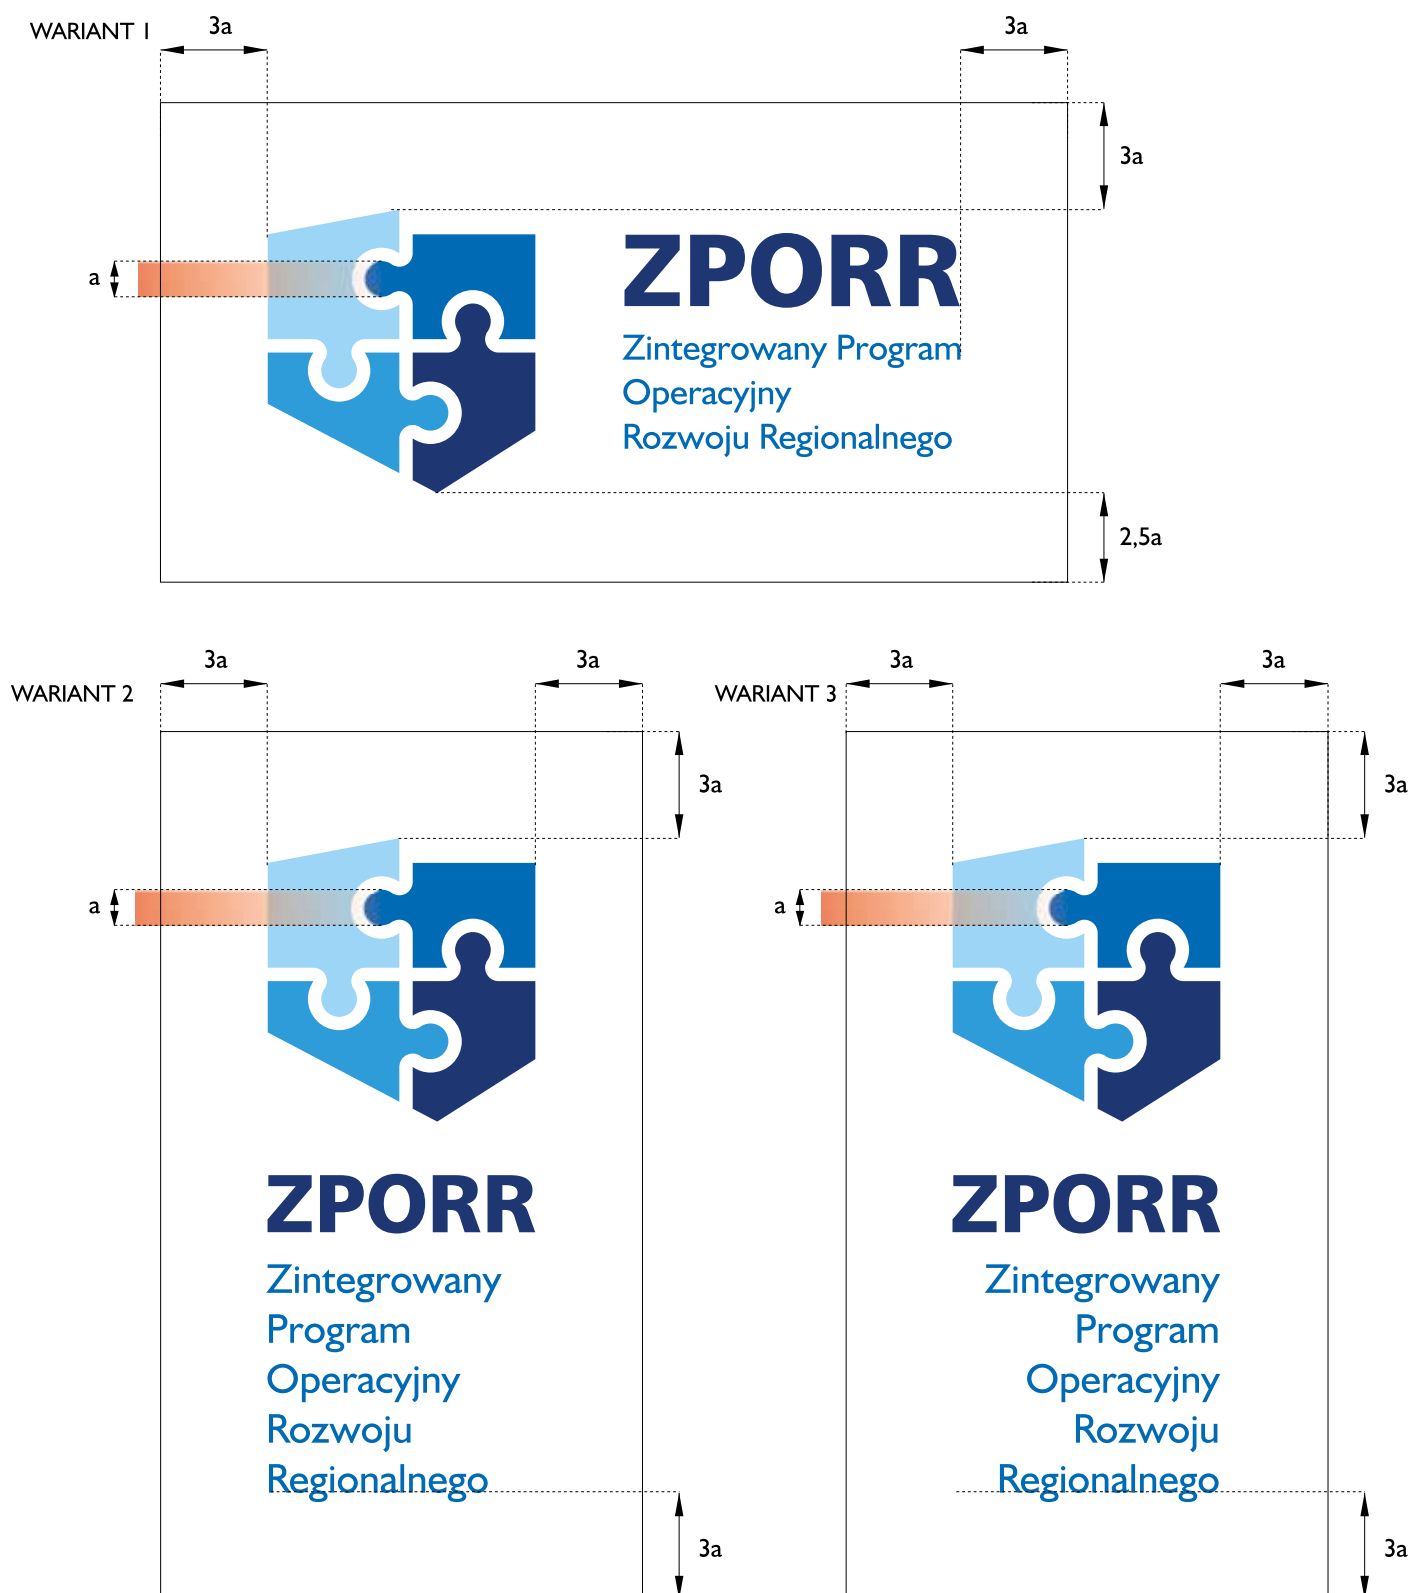 WARIANT 1
3a
3a
3a
a
ZPORR
Zintegrowany Program
Operacyjny
Rozwoju Regionalnego
2,5a
WARIANT 2
3a
3a
3a
a
ZPORR
Zintegrowany
Program
Operacyjny
Rozwoju
Regionalnego
3a
WARIANT 3
3a
3a
3a
a
ZPORR
Zintegrowany
Program
Operacyjny
Rozwoju
Regionalnego
3a